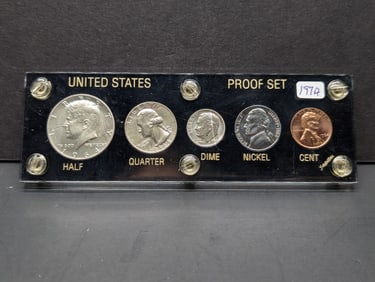 UNITED STATES PROOF SET 1974
HALF QUARTER DIME NICKEL CENT